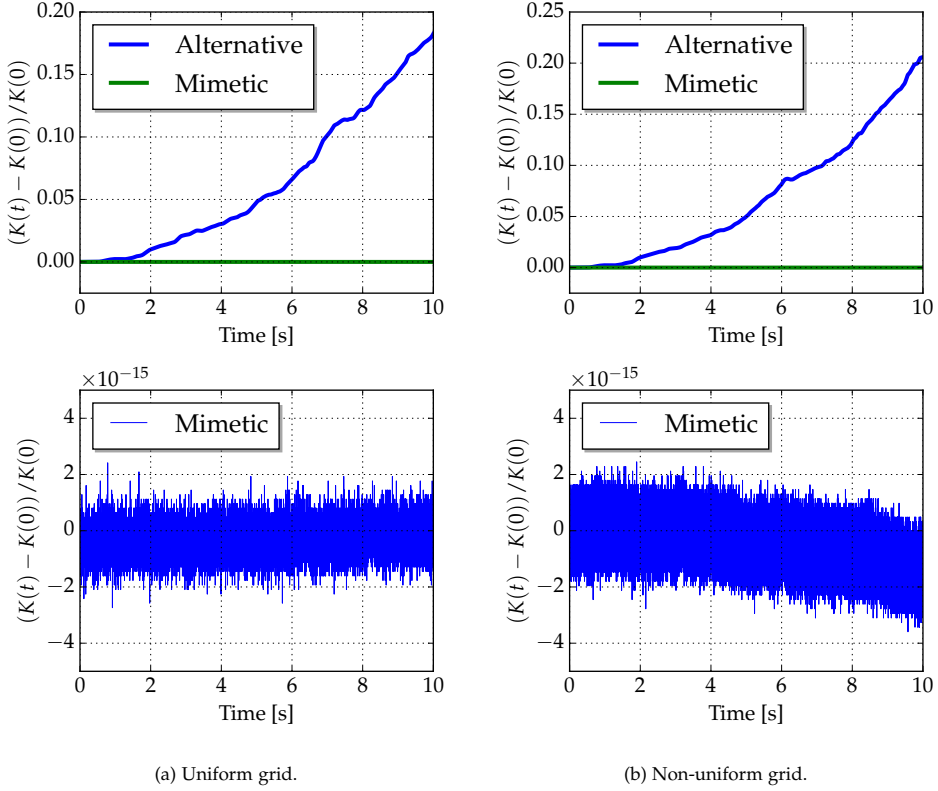 0.20
0.15
0.10
0.05
0.00
(K(t) − K(0))/K(0)
Alternative
Mimetic
0 2 4 6 8 10
Time [s]
0.25
0.20
0.15
0.10
0.05
0.00
(K(t) − K(0))/K(0)
Alternative
Mimetic
0 2 4 6 8 10
Time [s]
×10⁻¹⁵
4
2
0
−2
−4
(K(t) − K(0))/K(0)
Mimetic
0 2 4 6 8 10
Time [s]
×10⁻¹⁵
4
2
0
−2
−4
(K(t) − K(0))/K(0)
Mimetic
0 2 4 6 8 10
Time [s]
(a) Uniform grid.
(b) Non-uniform grid.